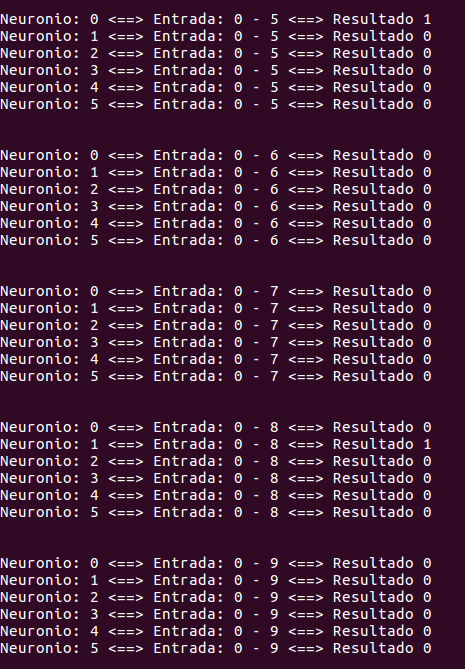 Neuronio: 0 <==> Entrada: 0 - 5 <==> Resultado 1
Neuronio: 1 <==> Entrada: 0 - 5 <==> Resultado 0
Neuronio: 2 <==> Entrada: 0 - 5 <==> Resultado 0
Neuronio: 3 <==> Entrada: 0 - 5 <==> Resultado 0
Neuronio: 4 <==> Entrada: 0 - 5 <==> Resultado 0
Neuronio: 5 <==> Entrada: 0 - 5 <==> Resultado 0
Neuronio: 0 <==> Entrada: 0 - 6 <==> Resultado 0
Neuronio: 1 <==> Entrada: 0 - 6 <==> Resultado 0
Neuronio: 2 <==> Entrada: 0 - 6 <==> Resultado 0
Neuronio: 3 <==> Entrada: 0 - 6 <==> Resultado 0
Neuronio: 4 <==> Entrada: 0 - 6 <==> Resultado 0
Neuronio: 5 <==> Entrada: 0 - 6 <==> Resultado 0
Neuronio: 0 <==> Entrada: 0 - 7 <==> Resultado 0
Neuronio: 1 <==> Entrada: 0 - 7 <==> Resultado 0
Neuronio: 2 <==> Entrada: 0 - 7 <==> Resultado 0
Neuronio: 3 <==> Entrada: 0 - 7 <==> Resultado 0
Neuronio: 4 <==> Entrada: 0 - 7 <==> Resultado 0
Neuronio: 5 <==> Entrada: 0 - 7 <==> Resultado 0
Neuronio: 0 <==> Entrada: 0 - 8 <==> Resultado 0
Neuronio: 1 <==> Entrada: 0 - 8 <==> Resultado 1
Neuronio: 2 <==> Entrada: 0 - 8 <==> Resultado 0
Neuronio: 3 <==> Entrada: 0 - 8 <==> Resultado 0
Neuronio: 4 <==> Entrada: 0 - 8 <==> Resultado 0
Neuronio: 5 <==> Entrada: 0 - 8 <==> Resultado 0
Neuronio: 0 <==> Entrada: 0 - 9 <==> Resultado 0
Neuronio: 1 <==> Entrada: 0 - 9 <==> Resultado 0
Neuronio: 2 <==> Entrada: 0 - 9 <==> Resultado 0
Neuronio: 3 <==> Entrada: 0 - 9 <==> Resultado 0
Neuronio: 4 <==> Entrada: 0 - 9 <==> Resultado 0
Neuronio: 5 <==> Entrada: 0 - 9 <==> Resultado 0